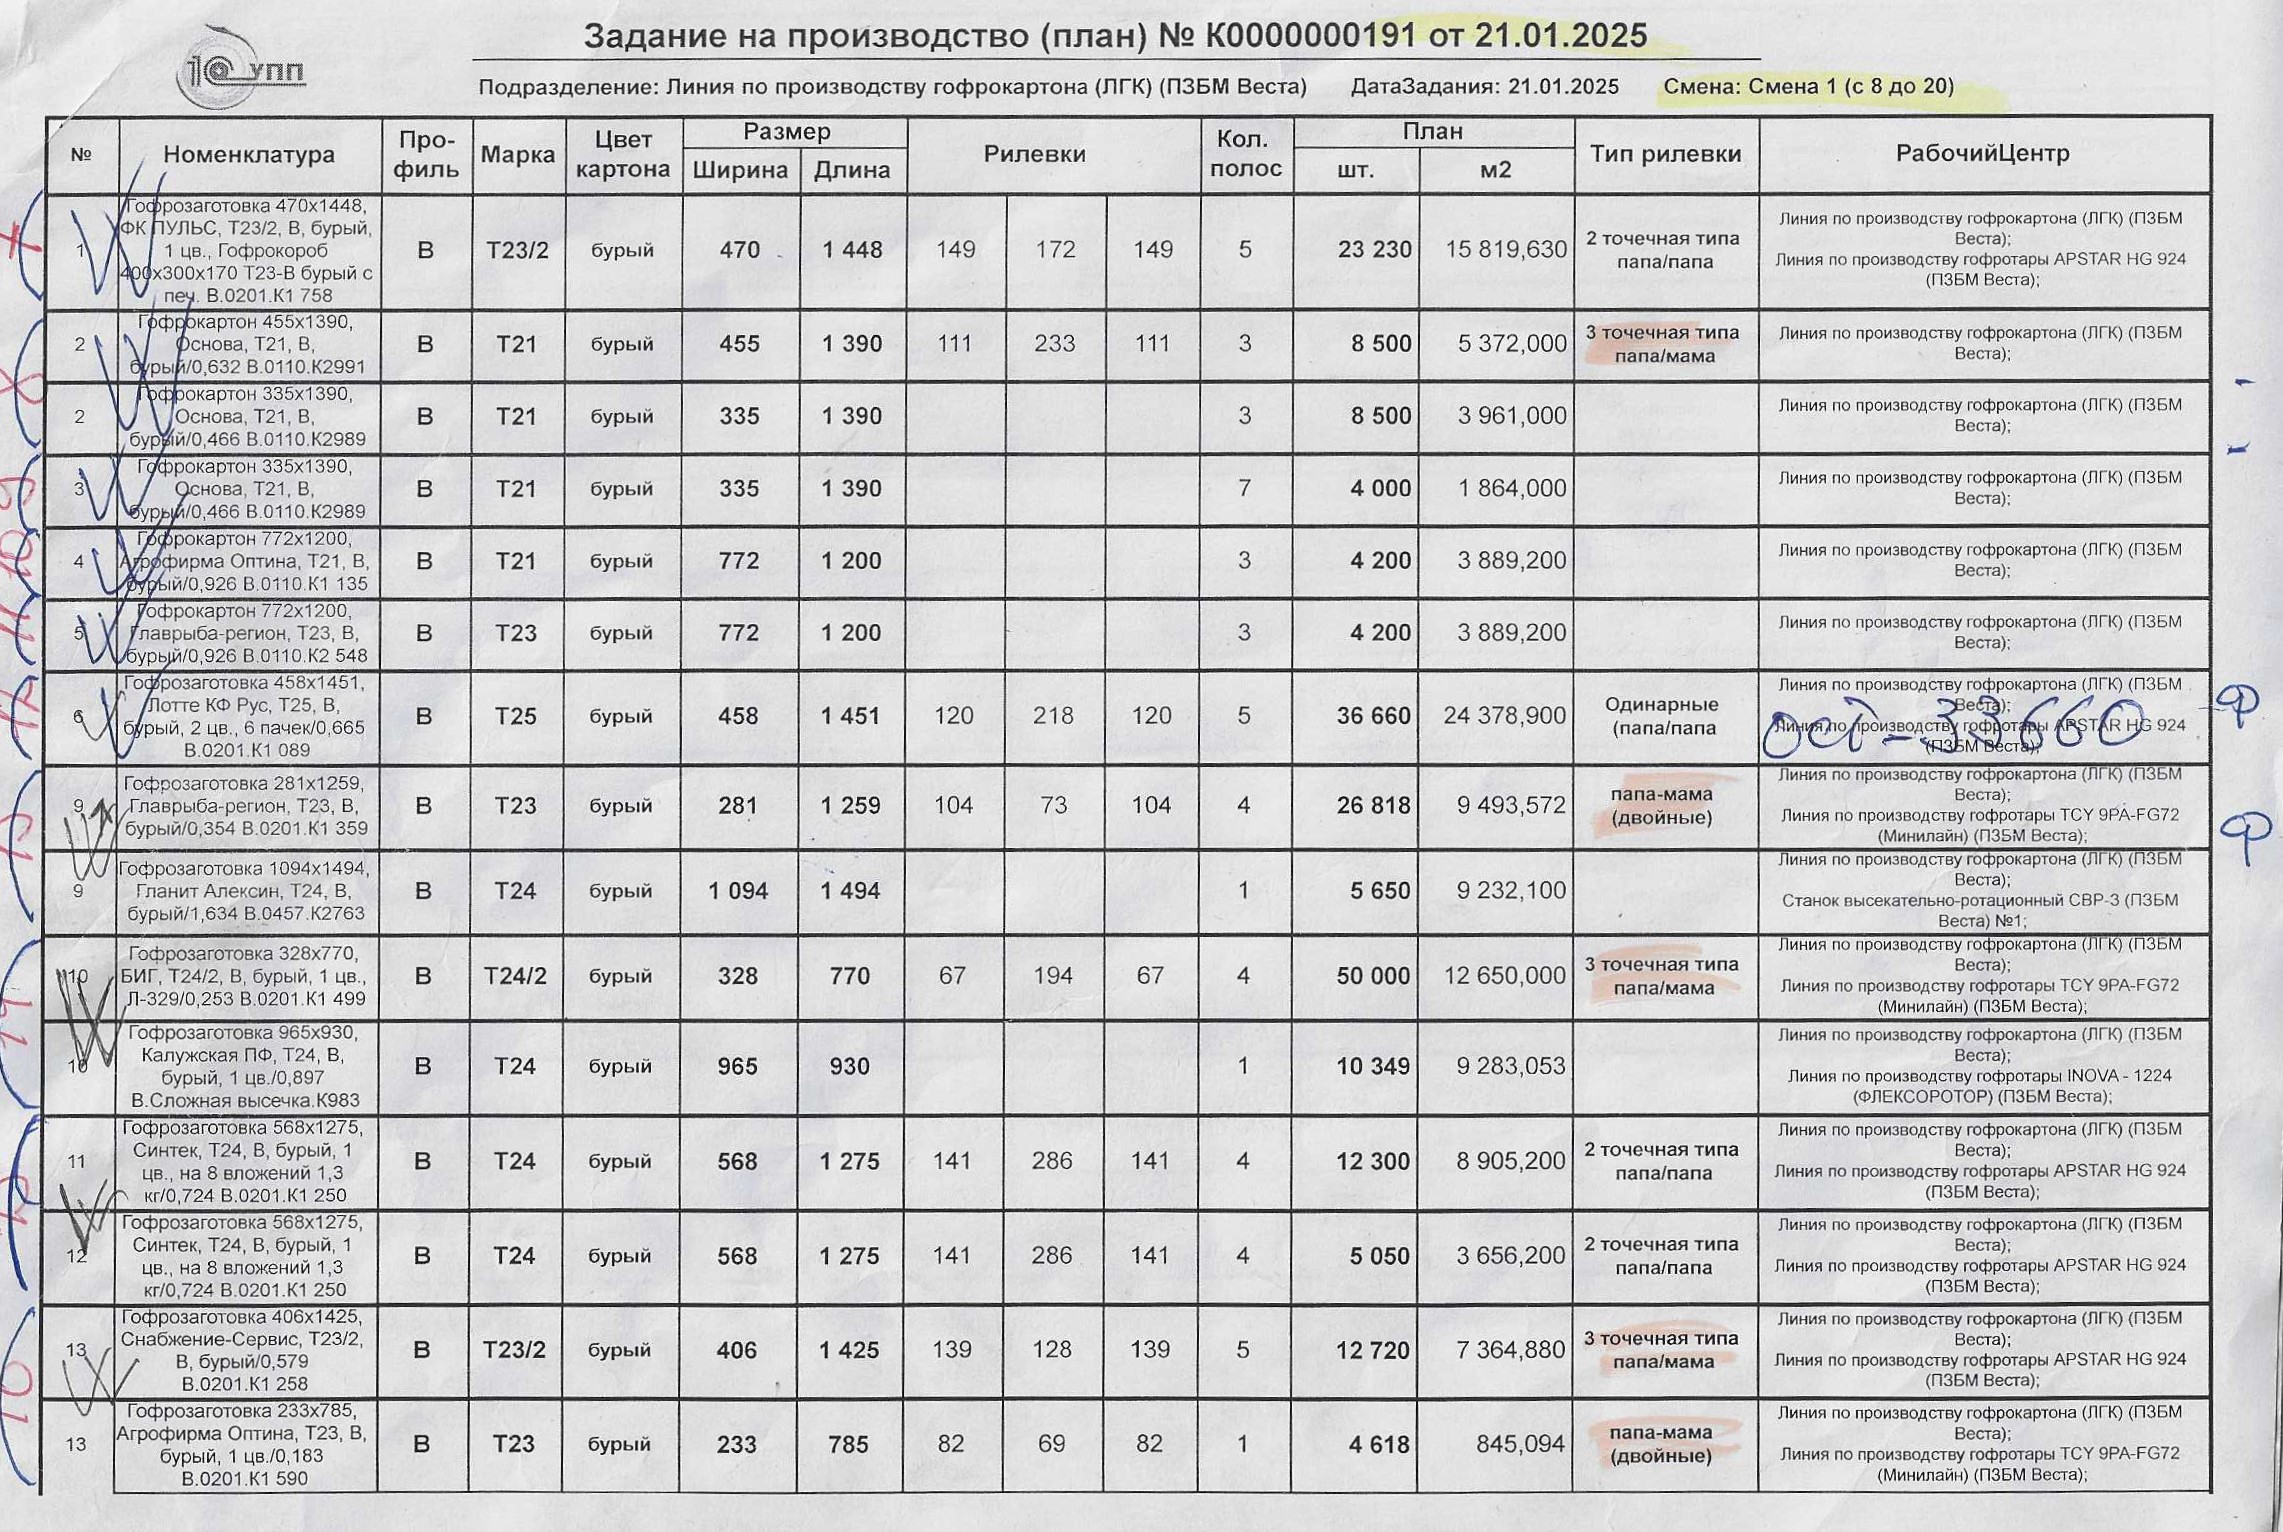 1С УПП
Задание на производство (план) № К0000000191 от 21.01.2025
Подразделение: Линия по производству гофрокартона (ЛГК) (ПЗБМ Веста) ДатаЗадания: 21.01.2025 Смена: Смена 1 (с 8 до 20)
№ Номенклатура Про-филь Марка Цвет картона Размер Ширина Длина Рилевки Кол. полос План шт. м2 Тип рилевки РабочийЦентр
1
Гофрозаготовка 470х1448,
ФК ПУЛЬС, Т23/2, В, бурый,
1 цв., Гофрокороб
400х300х170 Т23-В бурый с
печ. В.0201.К1 758
В Т23/2 бурый 470 1 448 149 172 149 5 23 230 15 819,630
2 точечная типа
папа/папа
Линия по производству гофрокартона (ЛГК) (ПЗБМ
Веста);
Линия по производству гофротары APSTAR HG 924
(ПЗБМ Веста);
2
Гофрокартон 455х1390,
Основа, Т21, В,
бурый/0,632 В.0110.К2991
В Т21 бурый 455 1 390 111 233 111 3 8 500 5 372,000
3 точечная типа
папа/мама
Линия по производству гофрокартона (ЛГК) (ПЗБМ
Веста);
2
Гофрокартон 335х1390,
Основа, Т21, В,
бурый/0,466 В.0110.К2989
В Т21 бурый 335 1 390 3 8 500 3 961,000
Линия по производству гофрокартона (ЛГК) (ПЗБМ
Веста);
3
Гофрокартон 335х1390,
Основа, Т21, В,
бурый/0,466 В.0110.К2989
В Т21 бурый 335 1 390 7 4 000 1 864,000
Линия по производству гофрокартона (ЛГК) (ПЗБМ
Веста);
4
Гофрокартон 772х1200,
Агрофирма Оптина, Т21, В,
бурый/0,926 В.0110.К1 135
В Т21 бурый 772 1 200 3 4 200 3 889,200
Линия по производству гофрокартона (ЛГК) (ПЗБМ
Веста);
5
Гофрокартон 772х1200,
Главрыба-регион, Т23, В,
бурый/0,926 В.0110.К2 548
В Т23 бурый 772 1 200 3 4 200 3 889,200
Линия по производству гофрокартона (ЛГК) (ПЗБМ
Веста);
6
Гофрозаготовка 458х1451,
Лотте КФ Рус, Т25, В,
бурый, 2 цв., 6 пачек/0,665
В.0201.К1 089
В Т25 бурый 458 1 451 120 218 120 5 36 660 24 378,900
Одинарные
(папа/папа
Линия по производству гофрокартона (ЛГК) (ПЗБМ
Веста);
Линия по производству гофротары APSTAR HG 924
(ПЗБМ Веста);
ост-33660
ф
9
Гофрозаготовка 281х1259,
Главрыба-регион, Т23, В,
бурый/0,354 В.0201.К1 359
В Т23 бурый 281 1 259 104 73 104 4 26 818 9 493,572
папа-мама
(двойные)
Линия по производству гофрокартона (ЛГК) (ПЗБМ
Веста);
Линия по производству гофротары TCY 9PA-FG72
(Минилайн) (ПЗБМ Веста);
ф
9
Гофрозаготовка 1094х1494,
Гланит Алексин, Т24, В,
бурый/1,634 В.0457.К2763
В Т24 бурый 1 094 1 494 1 5 650 9 232,100
Линия по производству гофрокартона (ЛГК) (ПЗБМ
Веста);
Станок высекательно-ротационный СВР-3 (ПЗБМ
Веста) №1;
10
Гофрозаготовка 328х770,
БИГ, Т24/2, В, бурый, 1 цв.,
Л-329/0,253 В.0201.К1 499
В Т24/2 бурый 328 770 67 194 67 4 50 000 12 650,000
3 точечная типа
папа/мама
Линия по производству гофрокартона (ЛГК) (ПЗБМ
Веста);
Линия по производству гофротары TCY 9PA-FG72
(Минилайн) (ПЗБМ Веста);
10
Гофрозаготовка 965х930,
Калужская ПФ, Т24, В,
бурый, 1 цв./0,897
В.Сложная высечка.К983
В Т24 бурый 965 930 1 10 349 9 283,053
Линия по производству гофрокартона (ЛГК) (ПЗБМ
Веста);
Линия по производству гофротары INOVA - 1224
(ФЛЕКСОРОТОР) (ПЗБМ Веста);
11
Гофрозаготовка 568х1275,
Синтек, Т24, В, бурый, 1
цв., на 8 вложений 1,3
кг/0,724 В.0201.К1 250
В Т24 бурый 568 1 275 141 286 141 4 12 300 8 905,200
2 точечная типа
папа/папа
Линия по производству гофрокартона (ЛГК) (ПЗБМ
Веста);
Линия по производству гофротары APSTAR HG 924
(ПЗБМ Веста);
12
Гофрозаготовка 568х1275,
Синтек, Т24, В, бурый, 1
цв., на 8 вложений 1,3
кг/0,724 В.0201.К1 250
В Т24 бурый 568 1 275 141 286 141 4 5 050 3 656,200
2 точечная типа
папа/папа
Линия по производству гофрокартона (ЛГК) (ПЗБМ
Веста);
Линия по производству гофротары APSTAR HG 924
(ПЗБМ Веста);
13
Гофрозаготовка 406х1425,
Снабжение-Сервис, Т23/2,
В, бурый/0,579
В.0201.К1 258
В Т23/2 бурый 406 1 425 139 128 139 5 12 720 7 364,880
3 точечная типа
папа/мама
Линия по производству гофрокартона (ЛГК) (ПЗБМ
Веста);
Линия по производству гофротары APSTAR HG 924
(ПЗБМ Веста);
13
Гофрозаготовка 233х785,
Агрофирма Оптина, Т23, В,
бурый, 1 цв./0,183
В.0201.К1 590
В Т23 бурый 233 785 82 69 82 1 4 618 845,094
папа-мама
(двойные)
Линия по производству гофрокартона (ЛГК) (ПЗБМ
Веста);
Линия по производству гофротары TCY 9PA-FG72
(Минилайн) (ПЗБМ Веста);